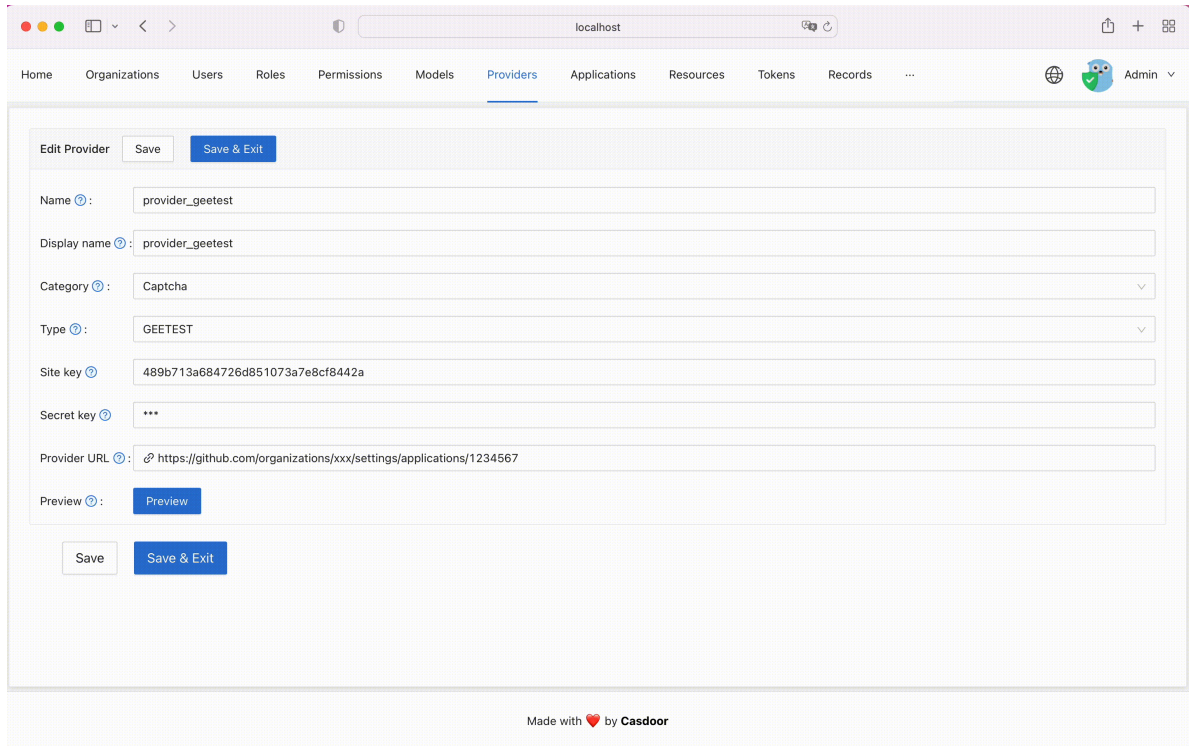 localhost
Home Organizations Users Roles Permissions Models Providers Applications Resources Tokens Records ··· Admin
Edit Provider Save Save & Exit
Name ? : provider_geetest
Display name ? : provider_geetest
Category ? : Captcha
Type ? : GEETEST
Site key ? 489b713a684726d851073a7e8cf8442a
Secret key ? ***
Provider URL ? : https://github.com/organizations/xxx/settings/applications/1234567
Preview ? : Preview
Save Save & Exit
Made with ❤️ by Casdoor